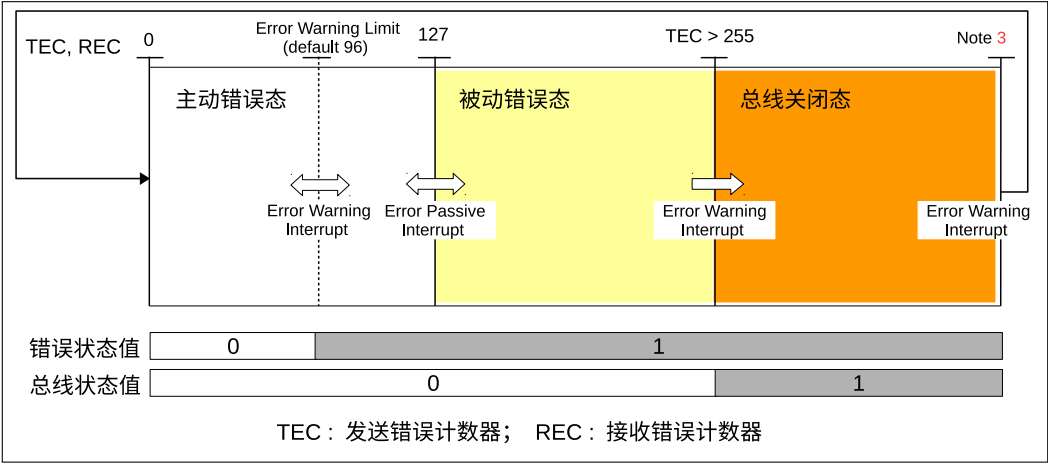 TEC, REC
0
Error Warning Limit
(default 96)
127
TEC > 255
Note 3
主动错误态
被动错误态
总线关闭态
Error Warning
Interrupt
Error Passive
Interrupt
Error Warning
Interrupt
Error Warning
Interrupt
错误状态值
0
1
总线状态值
0
1
TEC : 发送错误计数器； REC : 接收错误计数器